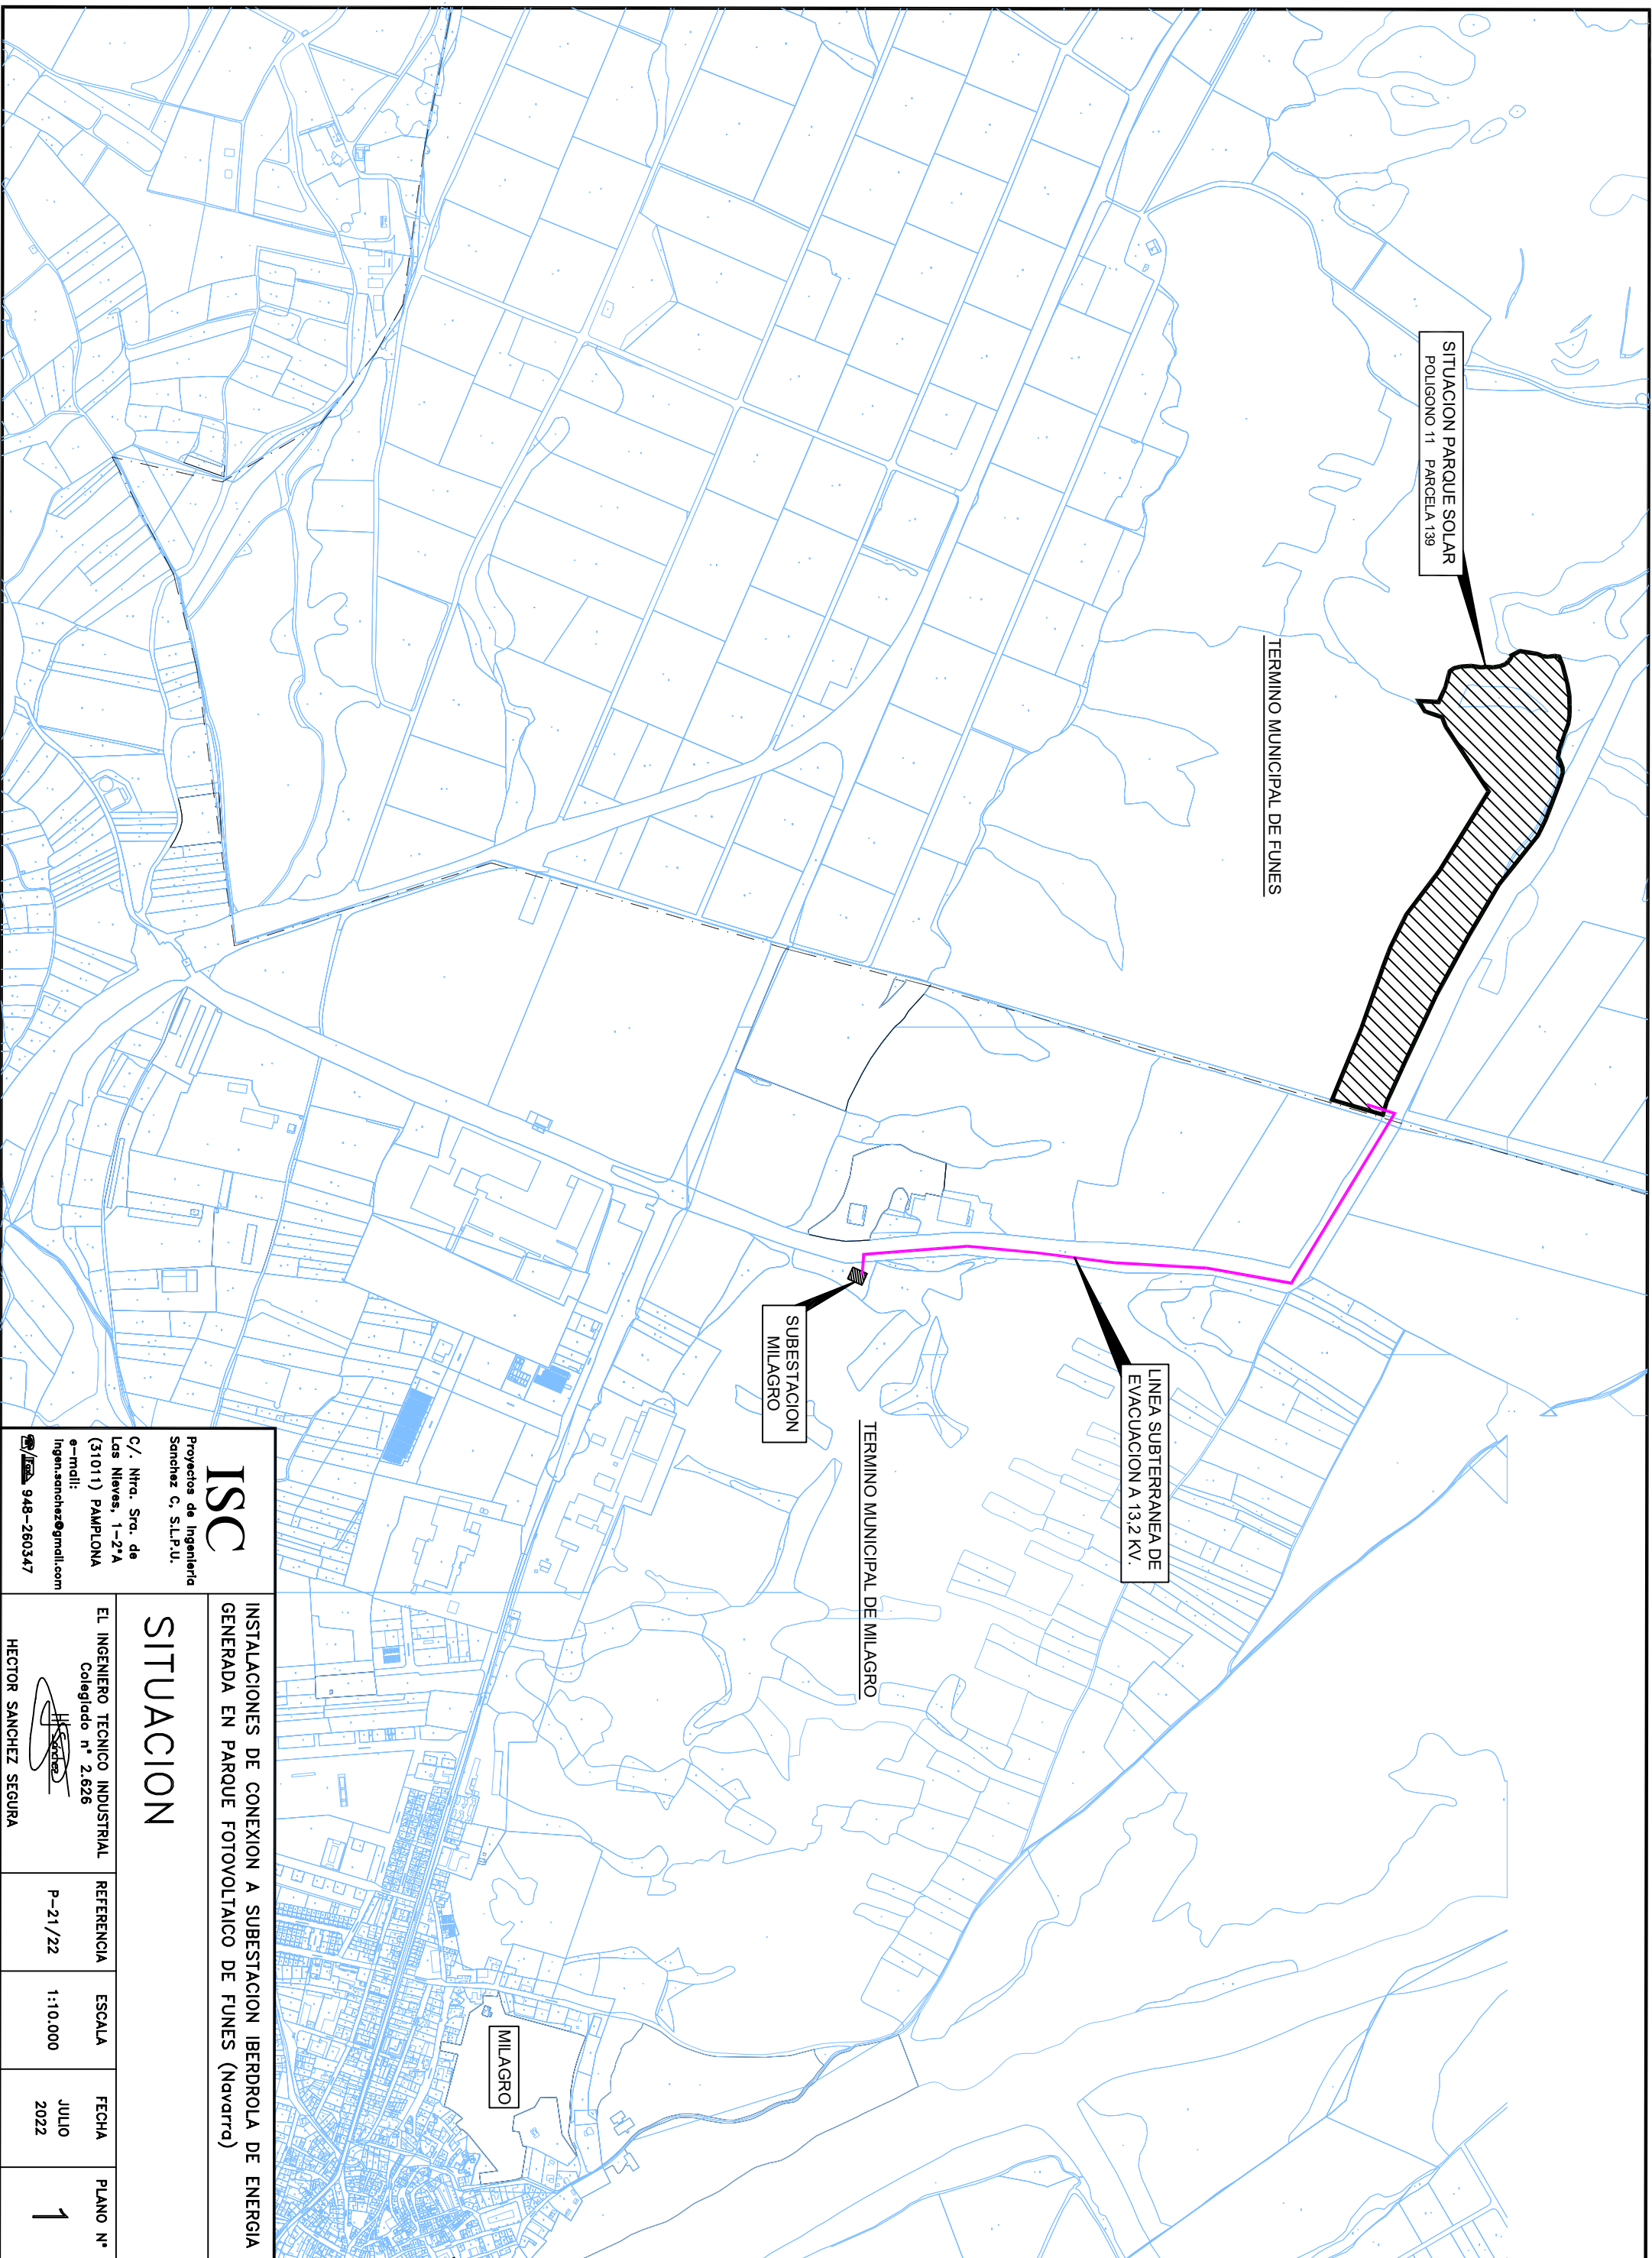 SITUACION PARQUE SOLAR
POLIGONO 11 PARCELA 139
TERMINO MUNICIPAL DE FUNES
LINEA SUBTERRANEA DE
EVACUACION A 13,2 KV.
SUBESTACION
MILAGRO
TERMINO MUNICIPAL DE MILAGRO
MILAGRO
ISC
Proyectos de Ingenieria
Sanchez C, S.L.P.U.
C/. Ntra. Sra. de
Las Nieves, 1-2ºA
(31011) PAMPLONA
e-mail:
ingen.sanchez@gmail.com
948-260347
INSTALACIONES DE CONEXION A SUBESTACION IBERDROLA DE ENERGIA
GENERADA EN PARQUE FOTOVOLTAICO DE FUNES (Navarra)
SITUACION
EL INGENIERO TECNICO INDUSTRIAL
Colegiado nº 2.626
HECTOR SANCHEZ SEGURA
REFERENCIA
P-21/22
ESCALA
1:10.000
FECHA
JULIO
2022
PLANO Nº
1